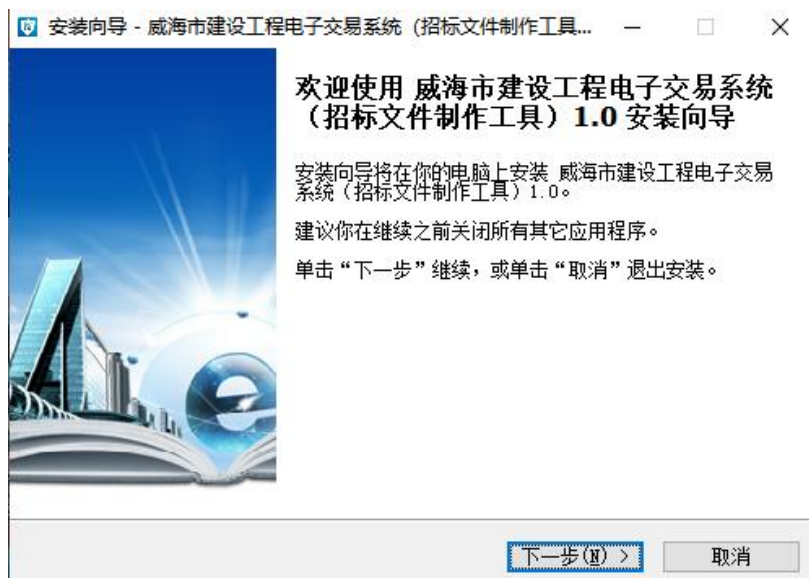 安装向导 - 威海市建设工程电子交易系统（招标文件制作工具...
欢迎使用 威海市建设工程电子交易系统
（招标文件制作工具）1.0 安装向导
安装向导将在你的电脑上安装 威海市建设工程电子交易
系统（招标文件制作工具）1.0。
建议你在继续之前关闭所有其它应用程序。
单击“下一步”继续，或单击“取消”退出安装。
下一步(N) >
取消